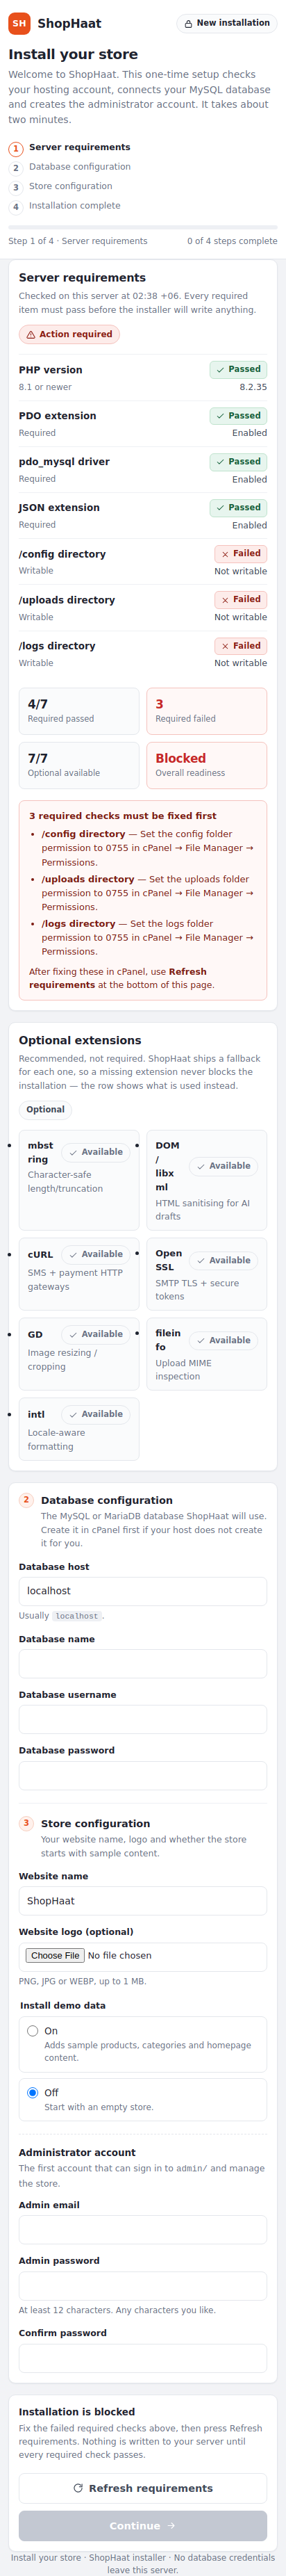 SH ShopHaat New installation
Install your store
Welcome to ShopHaat. This one-time setup checks
your hosting account, connects your MySQL database
and creates the administrator account. It takes about
two minutes.
1 Server requirements
2 Database configuration
3 Store configuration
4 Installation complete
Step 1 of 4 · Server requirements 0 of 4 steps complete
Server requirements
Checked on this server at 02:38 +06. Every required
item must pass before the installer will write anything.
Action required
PHP version Passed
8.1 or newer 8.2.35
PDO extension Passed
Required Enabled
pdo_mysql driver Passed
Required Enabled
JSON extension Passed
Required Enabled
/config directory Failed
Writable Not writable
/uploads directory Failed
Writable Not writable
/logs directory Failed
Writable Not writable
4/7
Required passed
3
Required failed
7/7
Optional available
Blocked
Overall readiness
3 required checks must be fixed first
• /config directory — Set the config folder
permission to 0755 in cPanel → File Manager →
Permissions.
• /uploads directory — Set the uploads folder
permission to 0755 in cPanel → File Manager →
Permissions.
• /logs directory — Set the logs folder
permission to 0755 in cPanel → File Manager →
Permissions.
After fixing these in cPanel, use Refresh
requirements at the bottom of this page.
Optional extensions
Recommended, not required. ShopHaat ships a fallback
for each one, so a missing extension never blocks the
installation — the row shows what is used instead.
Optional
mbst
ring
Available
Character-safe
length/truncation
DOM
/
libx
ml
Available
HTML sanitising for AI
drafts
cURL Available
SMS + payment HTTP
gateways
Open
SSL
Available
SMTP TLS + secure
tokens
GD Available
Image resizing /
cropping
filein
fo
Available
Upload MIME
inspection
intl Available
Locale-aware
formatting
2 Database configuration
The MySQL or MariaDB database ShopHaat will use.
Create it in cPanel first if your host does not create
it for you.
Database host
localhost
Usually localhost.
Database name
Database username
Database password
3 Store configuration
Your website name, logo and whether the store
starts with sample content.
Website name
ShopHaat
Website logo (optional)
Choose File No file chosen
PNG, JPG or WEBP, up to 1 MB.
Install demo data
On
Adds sample products, categories and homepage
content.
Off
Start with an empty store.
Administrator account
The first account that can sign in to admin/ and manage
the store.
Admin email
Admin password
At least 12 characters. Any characters you like.
Confirm password
Installation is blocked
Fix the failed required checks above, then press Refresh
requirements. Nothing is written to your server until
every required check passes.
Refresh requirements
Continue →
Install your store · ShopHaat installer · No database credentials
leave this server.